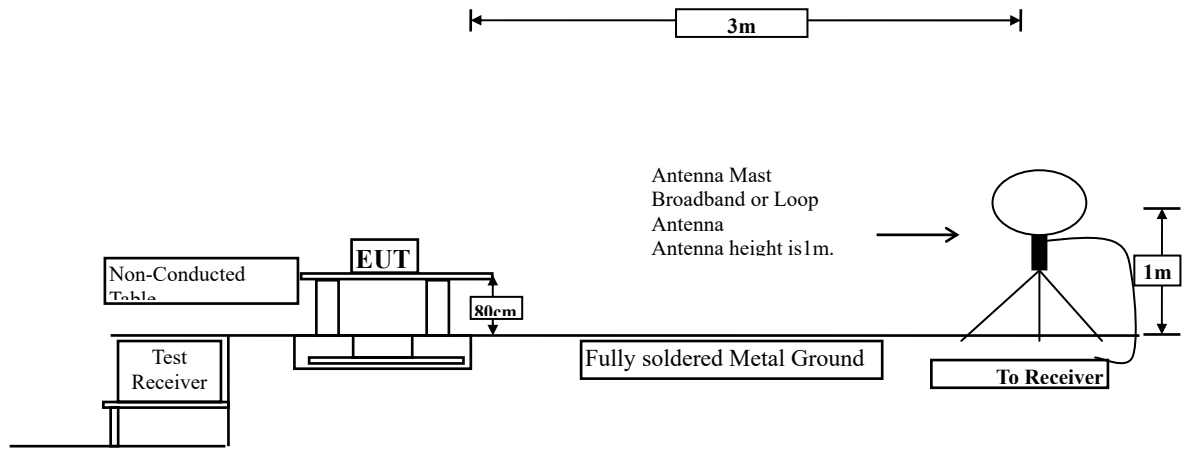 3m
Antenna Mast
Broadband or Loop
Antenna
Antenna height is1m.
EUT
Non-Conducted
Table
80cm
1m
Test
Receiver
Fully soldered Metal Ground
To Receiver